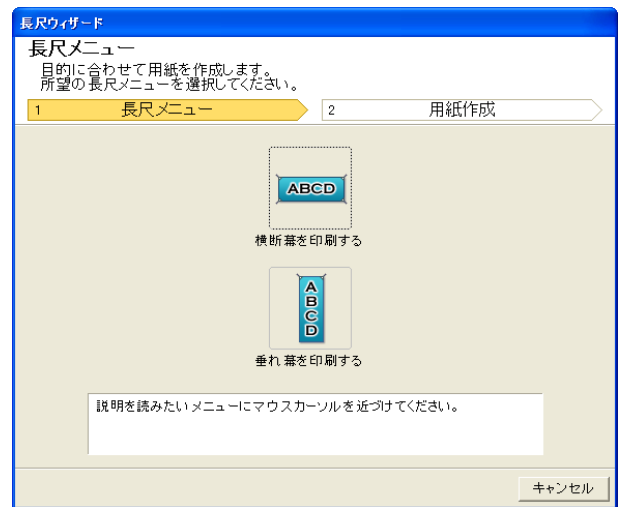 長尺ウィザード
長尺メニュー
目的に合わせて用紙を作成します。
所望の長尺メニューを選択してください。
1 長尺メニュー 2 用紙作成
ABCD
横断幕を印刷する
A
B
C
D
垂れ幕を印刷する
説明を読みたいメニューにマウスカーソルを近づけてください。
キャンセル